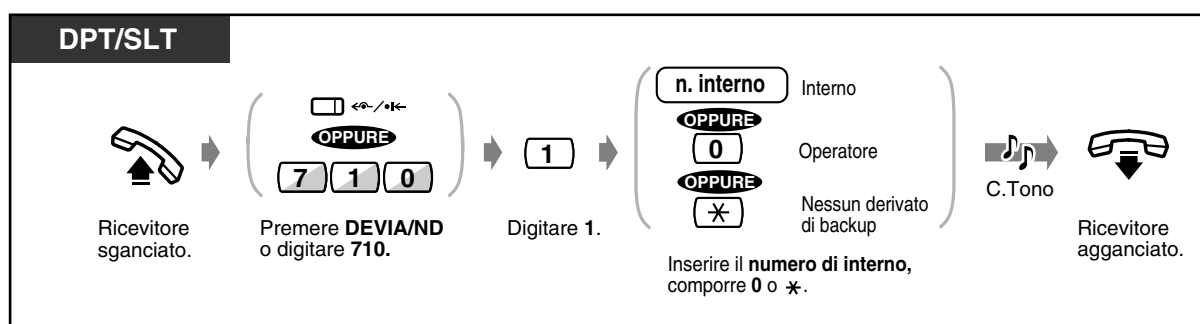 DPT/SLT
OPPURE
7 1 0
1
n. interno
Interno
OPPURE
0
Operatore
OPPURE
Nessun derivato
di backup
C.Tono
Ricevitore
sganciato.
Premere DEVIA/ND
o digitare 710.
Digitare 1.
Inserire il numero di interno,
comporre 0 o *.
Ricevitore
agganciato.